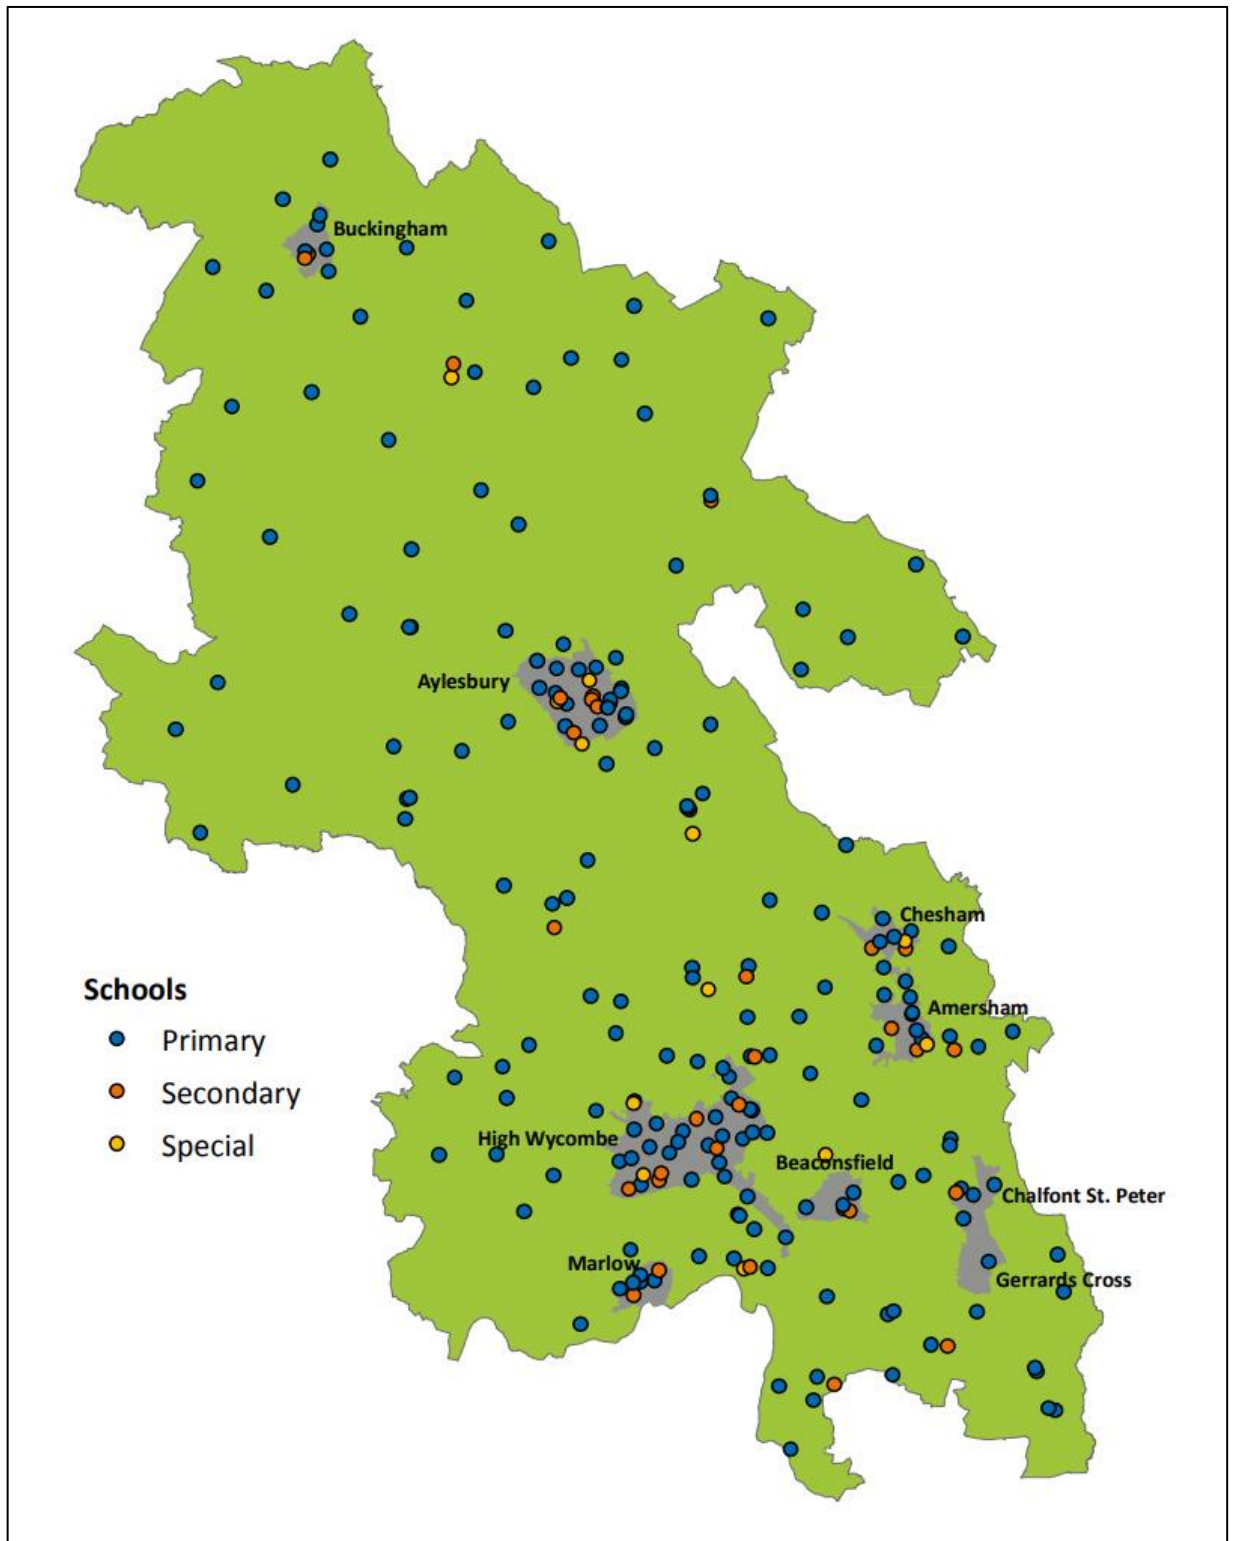 Buckingham
Aylesbury
Chesham
Schools
Primary
Secondary
Special
Amersham
High Wycombe
Beaconsfield
Chalfont St. Peter
Marlow
Gerrards Cross